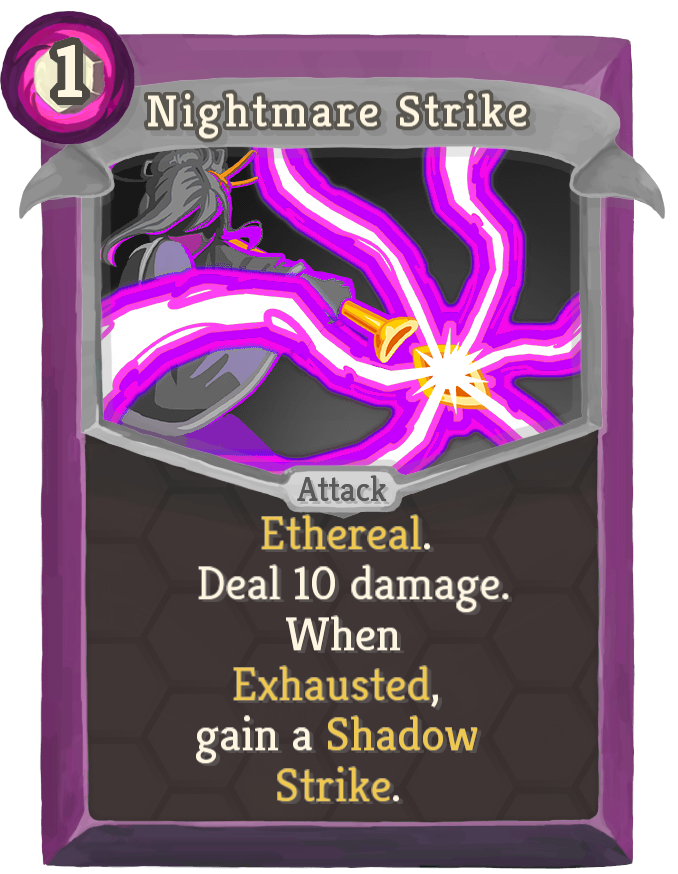 1
Nightmare Strike
Attack
Ethereal.
Deal 10 damage.
When
Exhausted,
gain a Shadow
Strike.